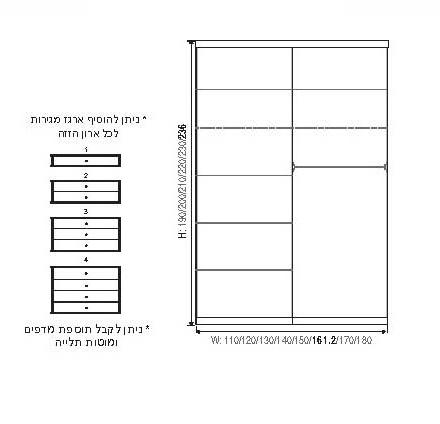 * ניתן להוסיף ארגז מגירות
לכל ארון הזזה
1
2
3
4
* ניתן לקבל תוספת מדפים
ומוטות תלייה
H: 190/200/210/220/230/236
W: 110/120/130/140/150/161.2/170/180